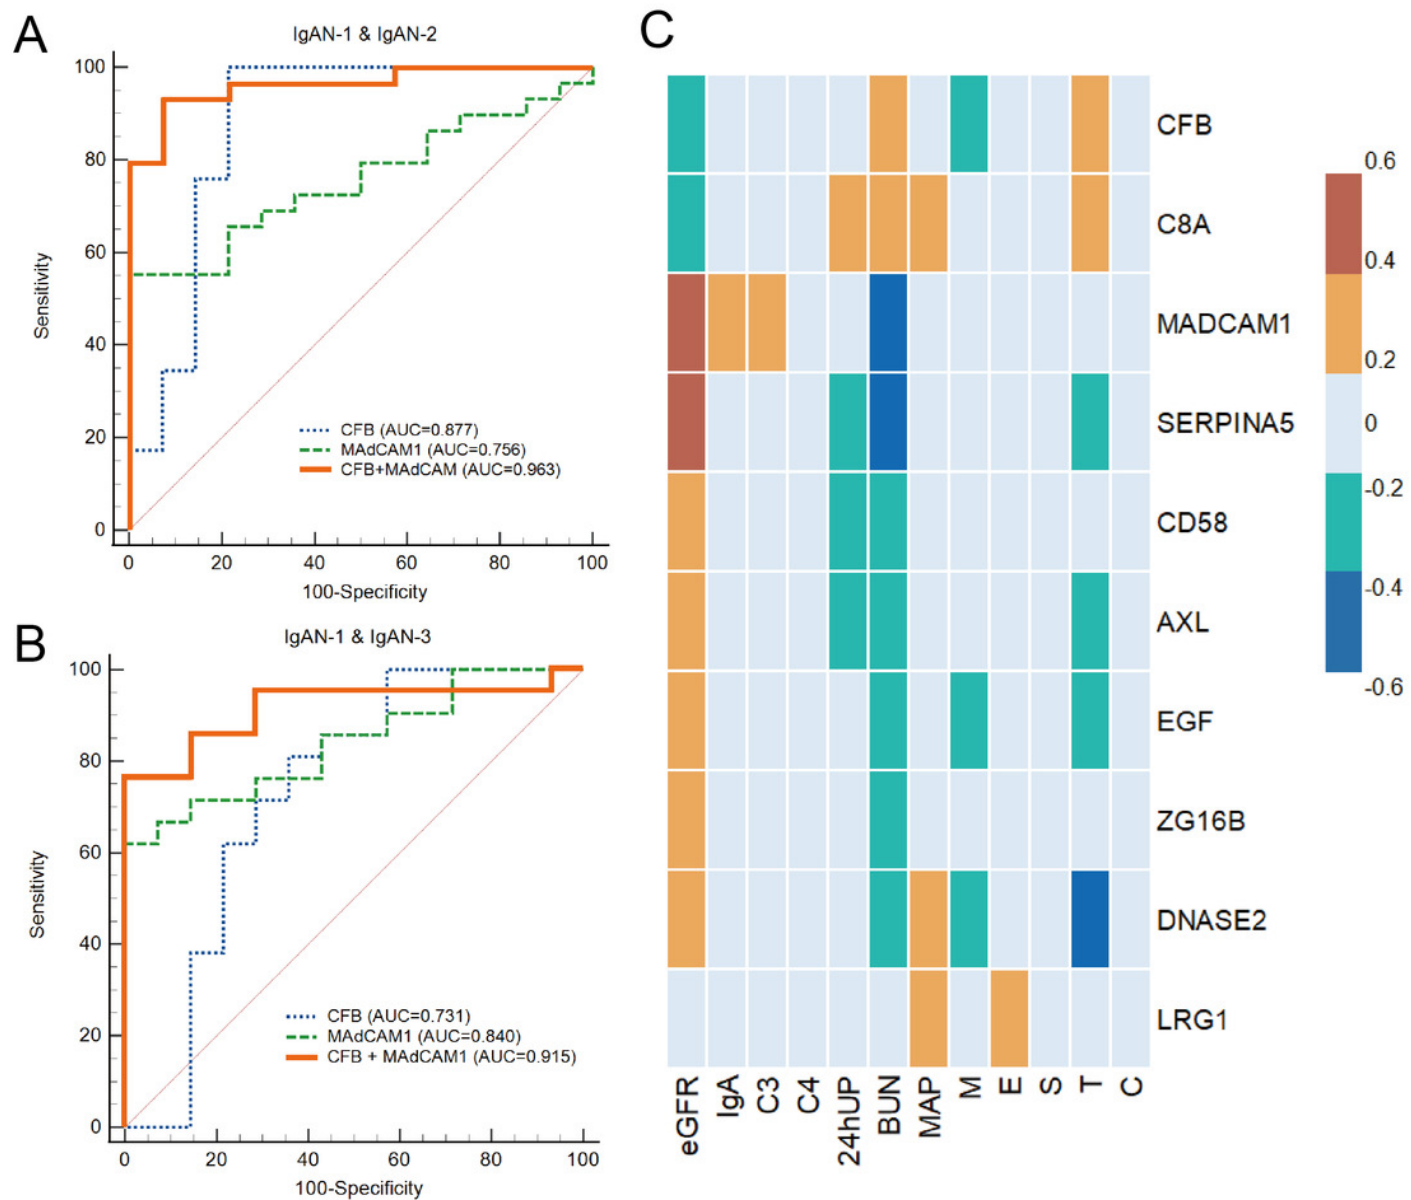 A
IgAN-1 & IgAN-2
100
80
60
40
20
0
Sensitivity
CFB (AUC=0.877)
MAdCAM1 (AUC=0.756)
CFB+MAdCAM (AUC=0.963)
0 20 40 60 80 100
100-Specificity
B
IgAN-1 & IgAN-3
100
80
60
40
20
0
Sensitivity
CFB (AUC=0.731)
MAdCAM1 (AUC=0.840)
CFB + MAdCAM1 (AUC=0.915)
0 20 40 60 80 100
100-Specificity
C
CFB
C8A
MADCAM1
SERPINA5
CD58
AXL
EGF
ZG16B
DNASE2
LRG1
eGFR IgA C3 C4 24hUP BUN MAP M E S T C
0.6
0.4
0.2
0
-0.2
-0.4
-0.6